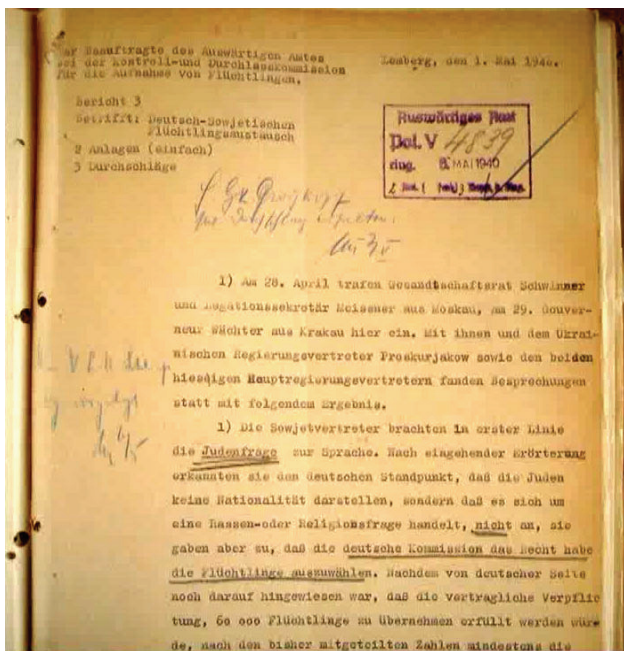 Der Beauftragte des Auswärtigen Amtes
bei der Kontroll-und Durchlasskommission
für die Aufnahme von Flüchtlingen.
Lemberg, den 1. Mai 1940.
Bericht 3
Betrifft: Deutsch-Sowjetischen
Flüchtlingsaustausch
2 Anlagen (einfach)
3 Durchschläge
Auswärtiges Amt
Pol. V 4839
eing. 8. MAI 1940
1) Am 28. April trafen Gesandtschaftsrat Schwinner
und Legationssekretär Meissner aus Moskau, am 29. Gouver-
neur Wächter aus Krakau hier ein. Mit ihnen und dem Ukrai-
nischen Regierungsvertreter Proskurjakow sowie den beiden
hiesigen Hauptregierungsvertretern fanden Besprechungen
statt mit folgendem Ergebnis.
1) Die Sowjetvertreter brachten in erster Linie
die Judenfrage zur Sprache. Nach eingehender Erörterung
erkannten sie den deutschen Standpunkt, daß die Juden
keine Nationalität darstellen, sondern daß es sich um
eine Rassen-oder Religionsfrage handelt, nicht an, sie
gaben aber zu, daß die deutsche Kommission das Recht habe
die Flüchtlinge auszuwählen. Nachdem von deutscher Seite
noch darauf hingewiesen war, daß die vertragliche Verpflic
tung, 60 000 Flüchtlinge zu übernehmen erfüllt werden wür
de, nach den bisher mitgeteilten Zahlen mindestens die